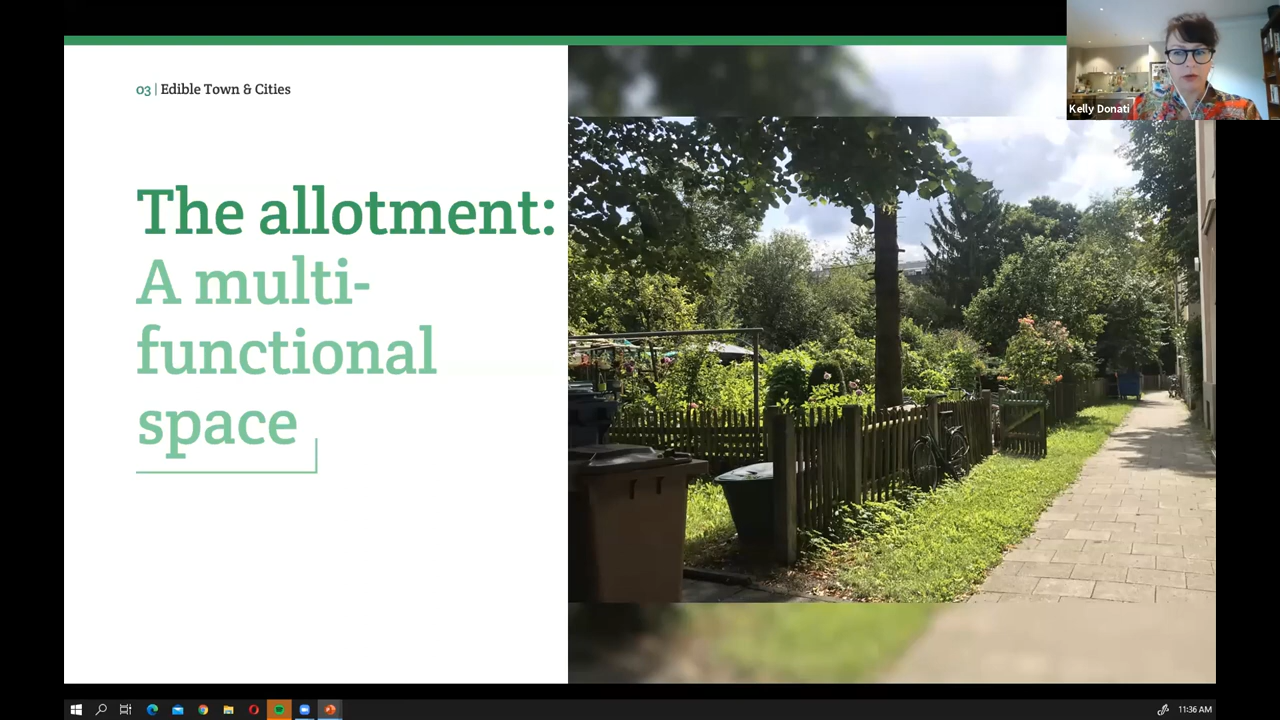 03 | Edible Town & Cities
The allotment:
A multi-
functional
space
Kelly Donati
11:36 AM